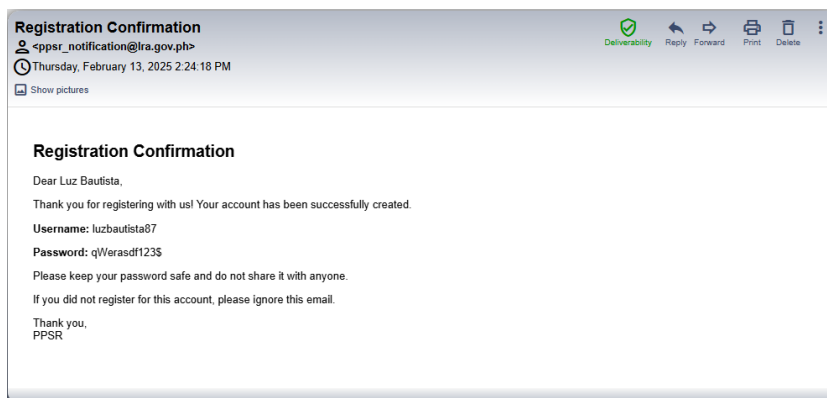 Registration Confirmation
<ppsr_notification@lra.gov.ph>
Thursday, February 13, 2025 2:24:18 PM
Show pictures
Deliverability Reply Forward Print Delete
Registration Confirmation
Dear Luz Bautista,
Thank you for registering with us! Your account has been successfully created.
Username: luzbautista87
Password: qWerasdf123$
Please keep your password safe and do not share it with anyone.
If you did not register for this account, please ignore this email.
Thank you,
PPSR